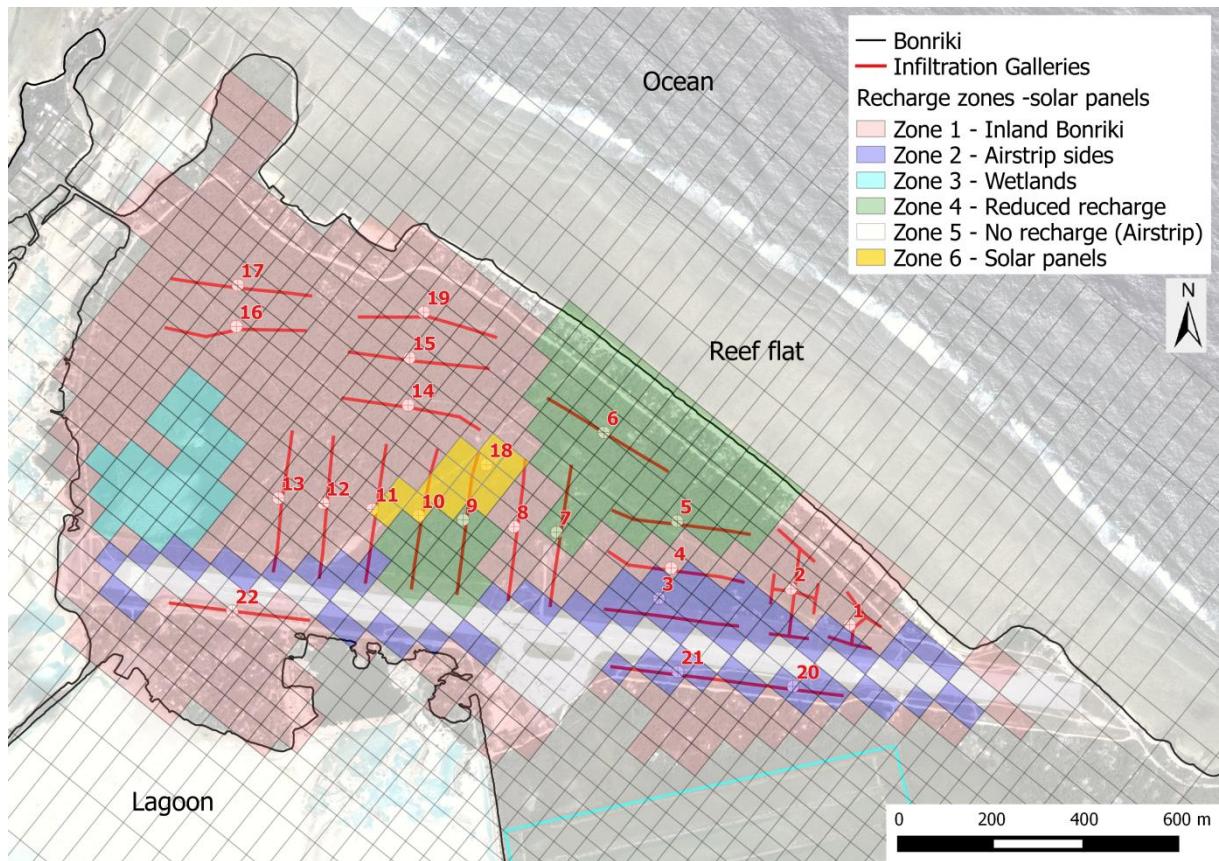 Ocean
Bonriki
Infiltration Galleries
Recharge zones -solar panels
Zone 1 - Inland Bonriki
Zone 2 - Airstrip sides
Zone 3 - Wetlands
Zone 4 - Reduced recharge
Zone 5 - No recharge (Airstrip)
Zone 6 - Solar panels
N
17
19
16
Reef flat
15
14
6
18
13
12
11
10
9
8
7
5
4
3
2
22
1
21
20
Lagoon
0 200 400 600 m